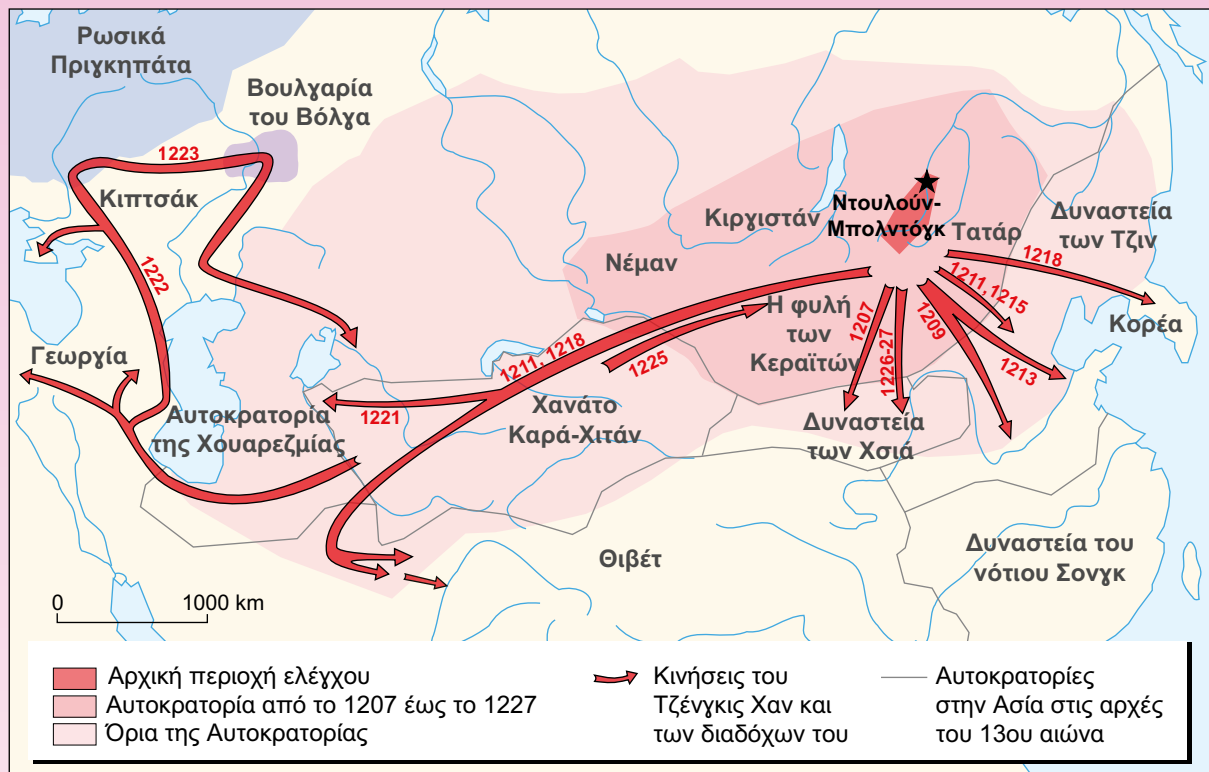 Ρωσικά
Πριγκηπάτα
Βουλγαρία
του Βόλγα
1223
Κιπτσάκ
1222
Γεωργία
Αυτοκρατορία
της Χουαρεζμίας
1221
Νέμαν
Κιργιστάν
Ντουλούν-
Μπολντόγκ
Τατάρ
Δυναστεία
των Τζιν
1218
1211,1215
Κορέα
1213
1209
1207
1226-27
Η φυλή
των
Κεραϊτών
1211, 1218
1225
Χανάτο
Καρά-Χιτάν
Δυναστεία
των Χσιά
Θιβέτ
Δυναστεία του
νότιου Σονγκ
0 1000 km
Αρχική περιοχή ελέγχου
Αυτοκρατορία από το 1207 έως το 1227
Όρια της Αυτοκρατορίας
Κινήσεις του
Τζένγκις Χαν και
των διαδόχων του
Αυτοκρατορίες
στην Ασία στις αρχές
του 13ου αιώνα